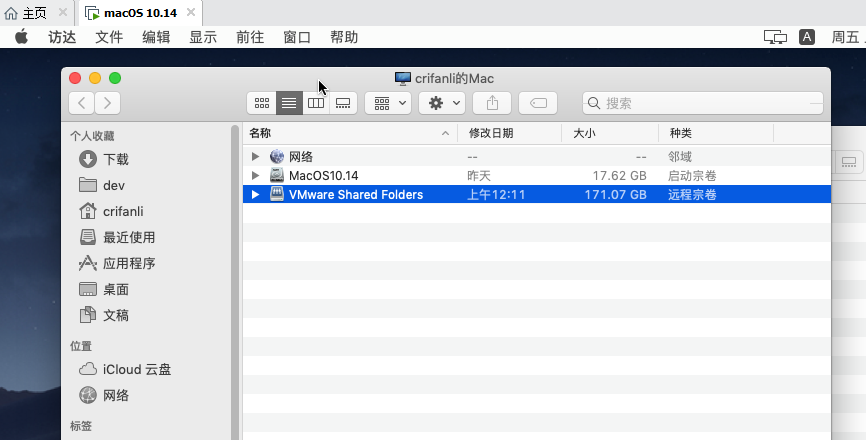 主页 macOS 10.14
访达 文件 编辑 显示 前往 窗口 帮助 A 周五
crifanli的Mac
搜索
个人收藏
下载
dev
crifanli
最近使用
应用程序
桌面
文稿
位置
iCloud 云盘
网络
标签
名称 修改日期 大小 种类
网络 -- -- 邻域
MacOS10.14 昨天 17.62 GB 启动宗卷
VMware Shared Folders 上午12:11 171.07 GB 远程宗卷